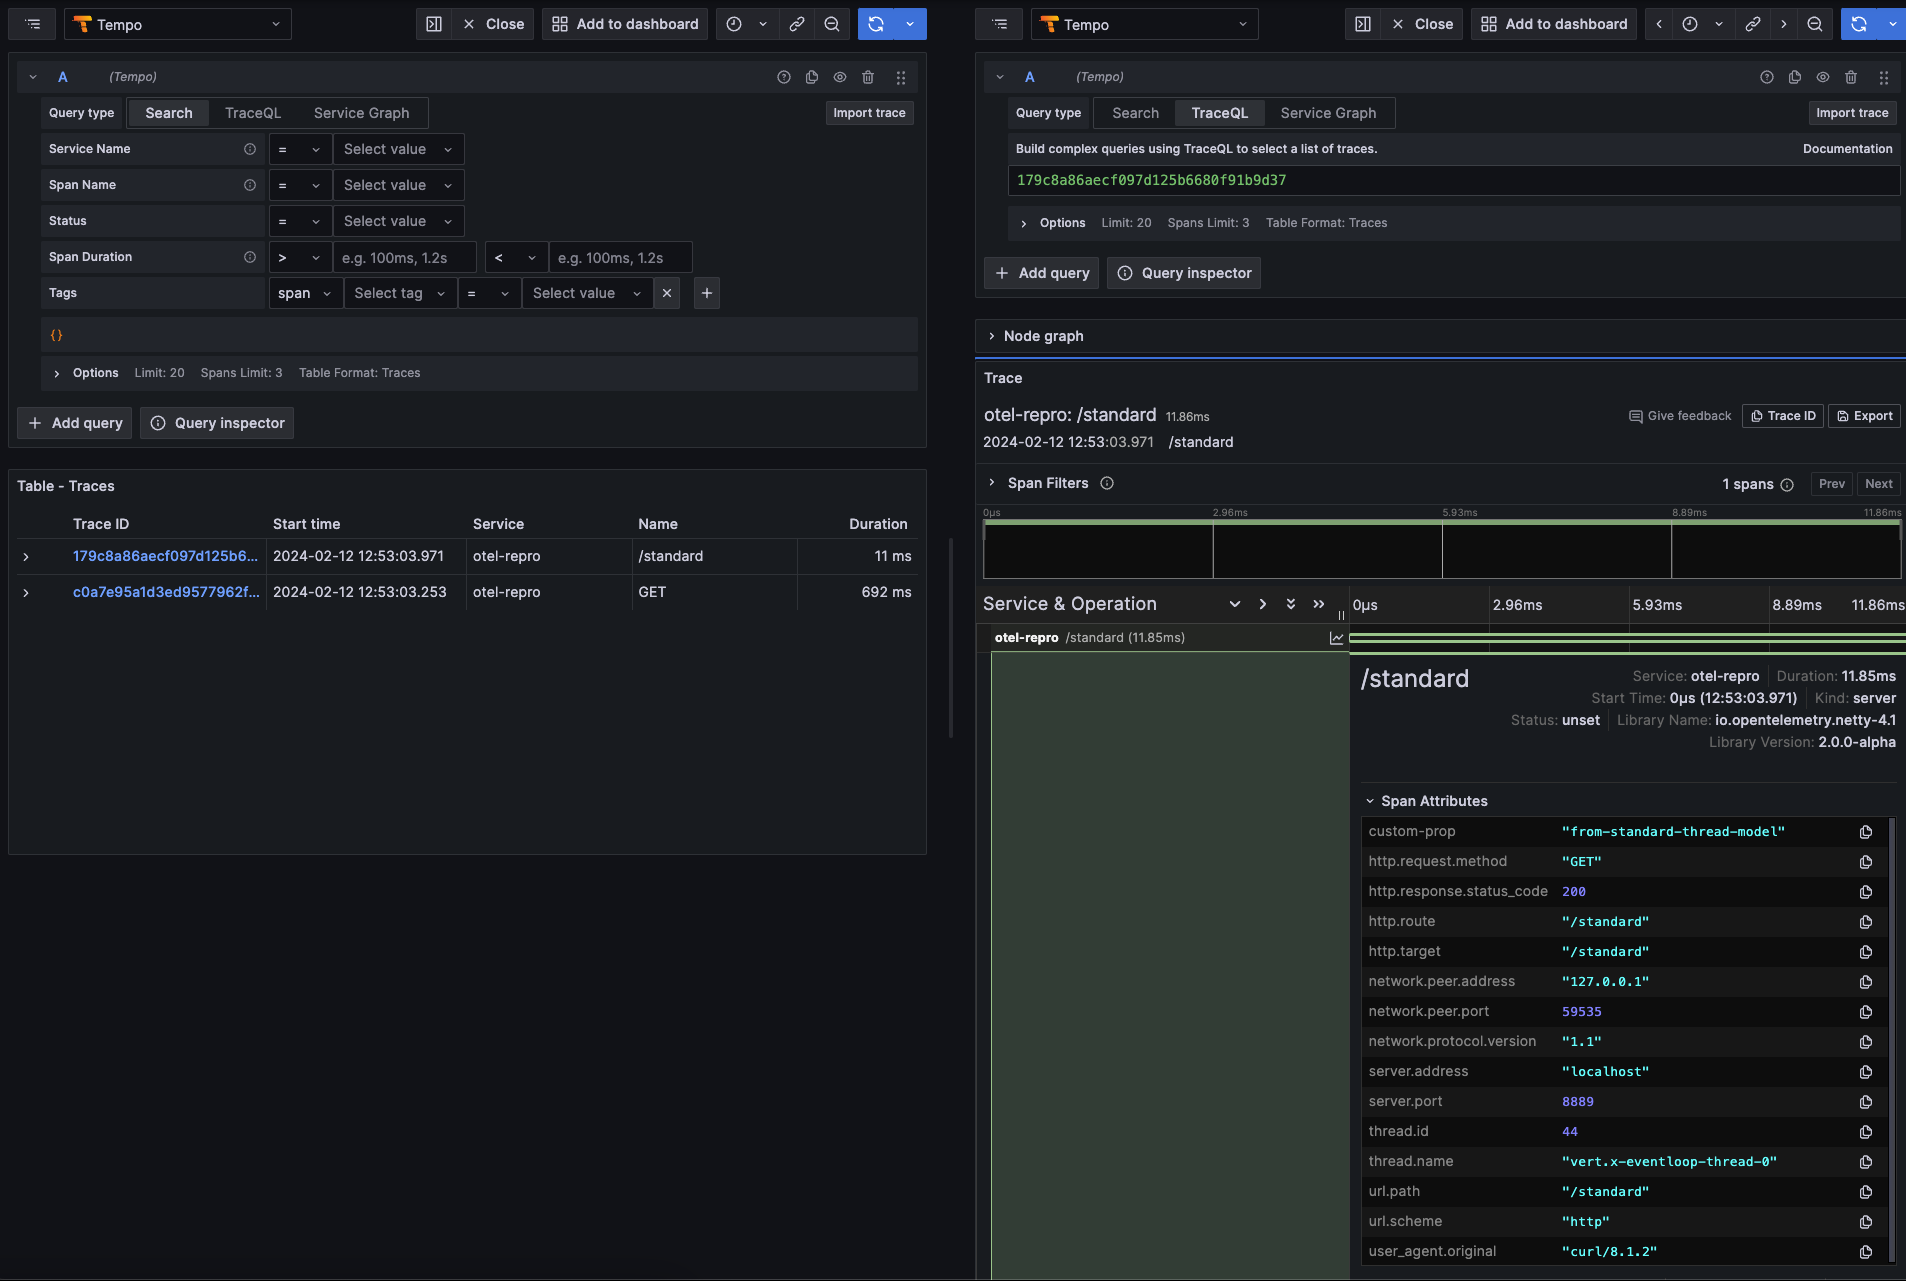 Tempo
Close
Add to dashboard
A (Tempo)
Query type Search TraceQL Service Graph Import trace
Service Name = Select value
Span Name = Select value
Status = Select value
Span Duration > e.g. 100ms, 1.2s < e.g. 100ms, 1.2s
Tags span Select tag = Select value
{}
Options Limit: 20 Spans Limit: 3 Table Format: Traces
Add query Query inspector
Table - Traces
Trace ID Start time Service Name Duration
179c8a86aecf097d125b6... 2024-02-12 12:53:03.971 otel-repro /standard 11 ms
c0a7e95a1d3ed9577962f... 2024-02-12 12:53:03.253 otel-repro GET 692 ms
Tempo
Close
Add to dashboard
A (Tempo)
Query type Search TraceQL Service Graph Import trace
Build complex queries using TraceQL to select a list of traces. Documentation
179c8a86aecf097d125b6680f91b9d37
Options Limit: 20 Spans Limit: 3 Table Format: Traces
Add query Query inspector
Node graph
Trace
otel-repro: /standard 11.86ms Give feedback Trace ID Export
2024-02-12 12:53:03.971 /standard
Span Filters 1 spans Prev Next
0μs 2.96ms 5.93ms 8.89ms 11.86ms
Service & Operation 0μs 2.96ms 5.93ms 8.89ms 11.86ms
otel-repro /standard (11.85ms)
/standard Service: otel-repro Duration: 11.85ms
Start Time: 0μs (12:53:03.971) Kind: server
Status: unset Library Name: io.opentelemetry.netty-4.1
Library Version: 2.0.0-alpha
Span Attributes
custom-prop "from-standard-thread-model"
http.request.method "GET"
http.response.status_code 200
http.route "/standard"
http.target "/standard"
network.peer.address "127.0.0.1"
network.peer.port 59535
network.protocol.version "1.1"
server.address "localhost"
server.port 8889
thread.id 44
thread.name "vert.x-eventloop-thread-0"
url.path "/standard"
url.scheme "http"
user_agent.original "curl/8.1.2"